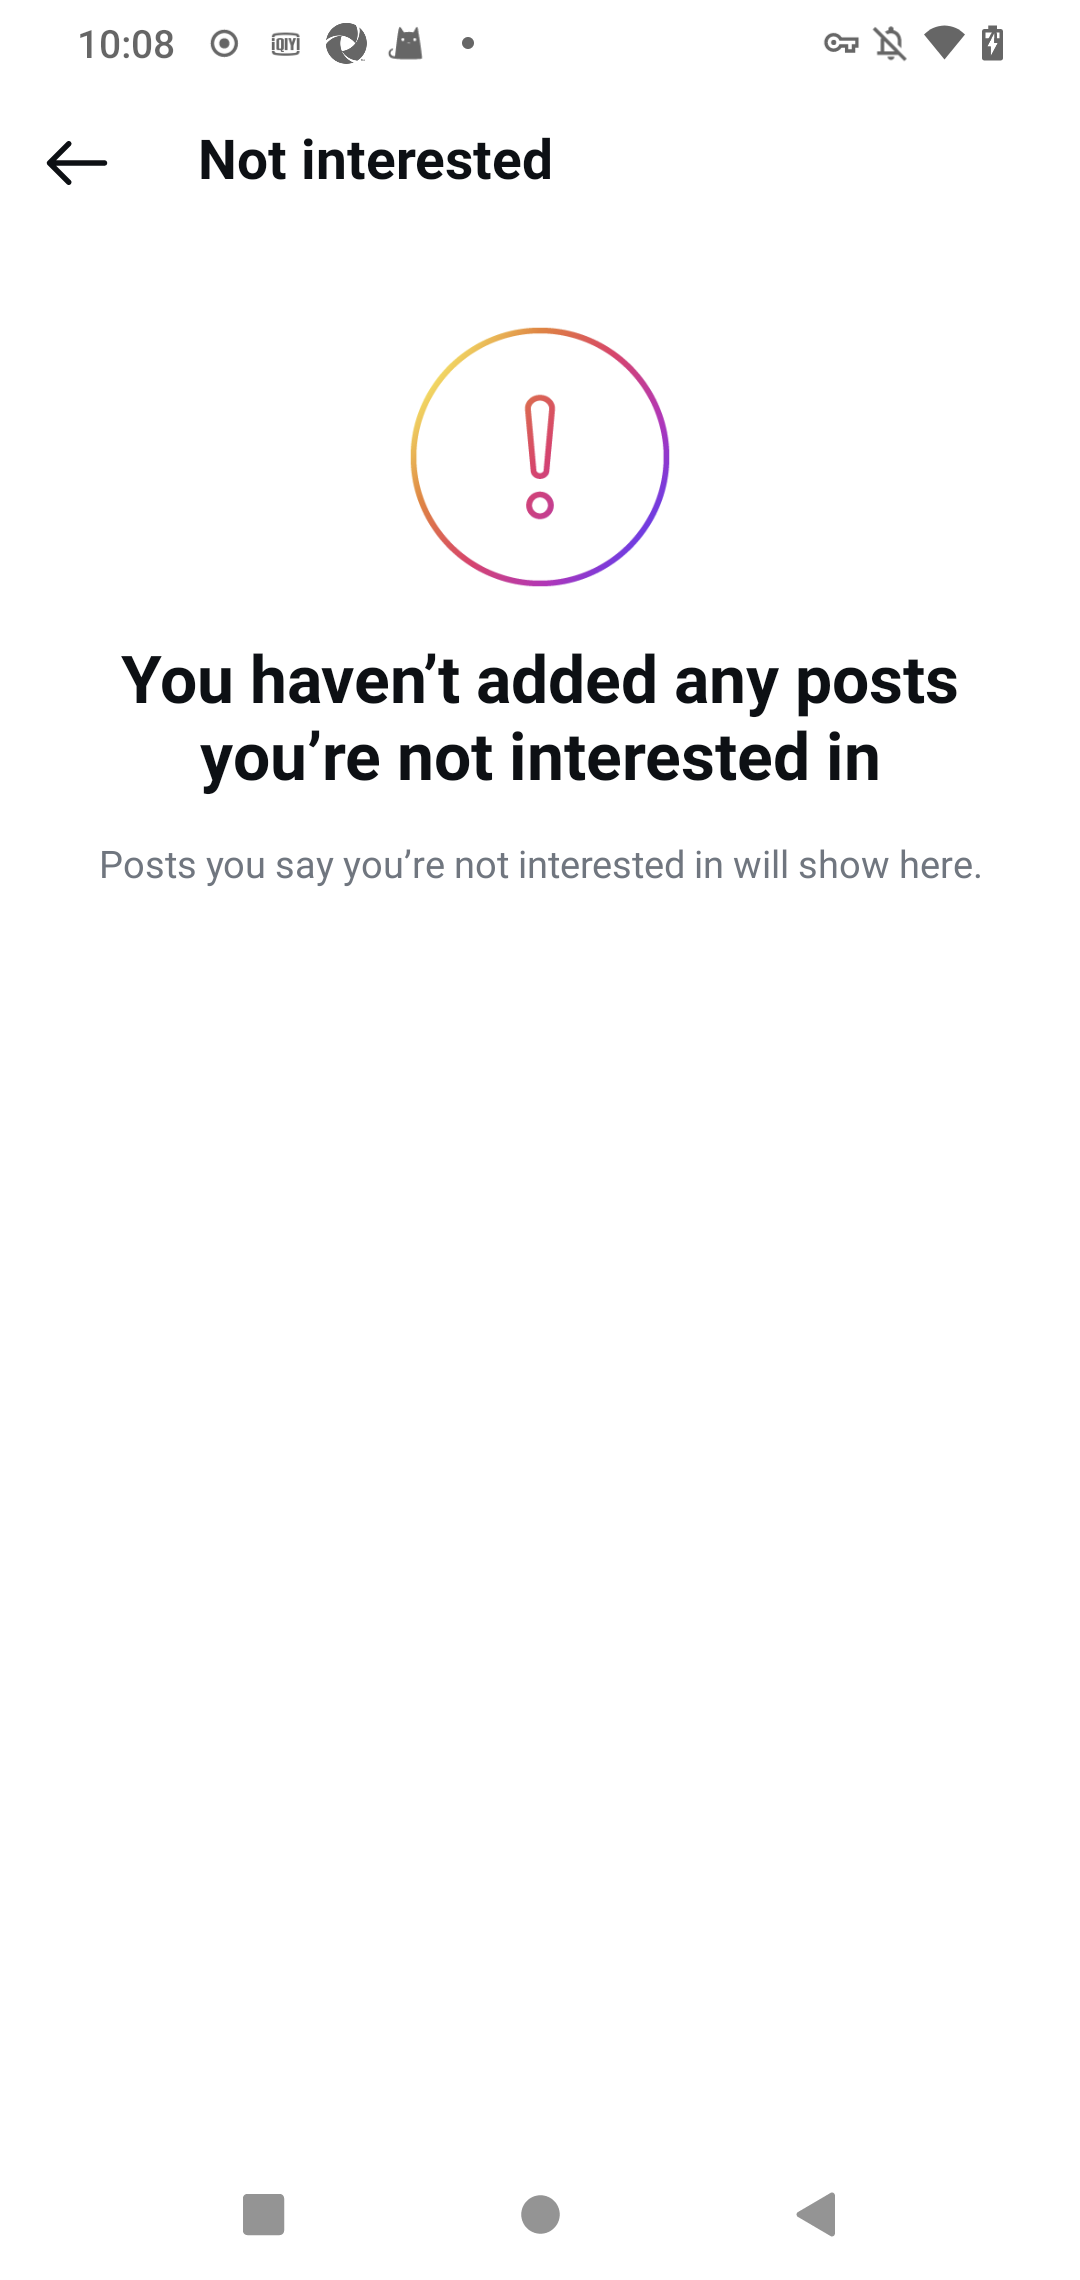 10:08
iQIYI
Not interested
You haven’t added any posts
you’re not interested in
Posts you say you’re not interested in will show here.